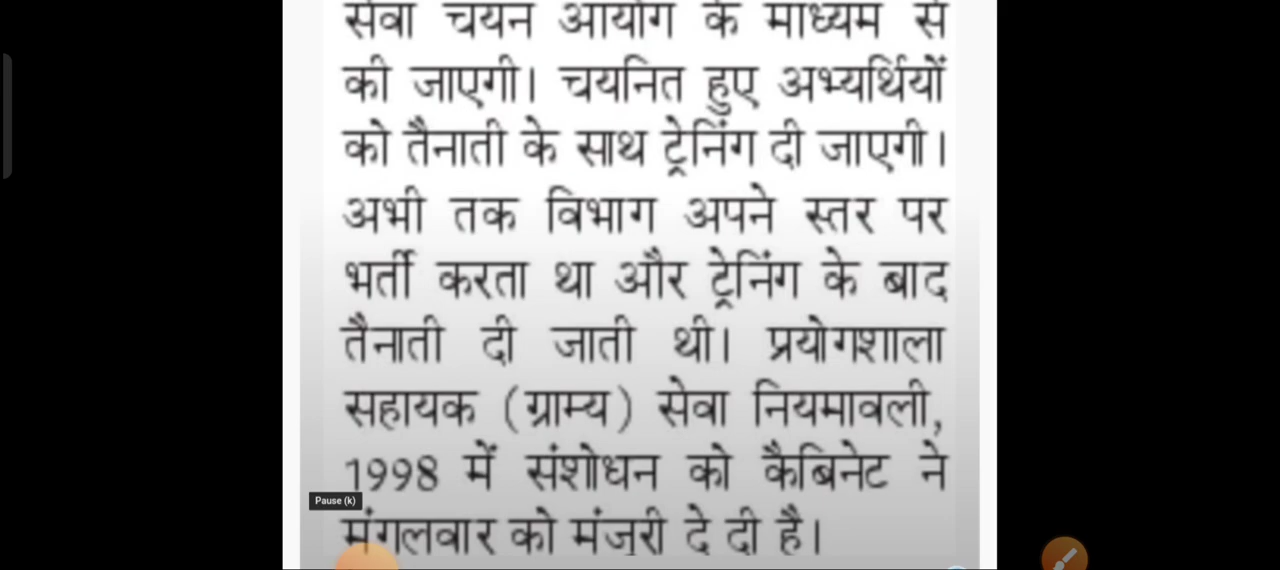 सेवा चयन आयोग के माध्यम से
की जाएगी। चयनित हुए अभ्यर्थियों
को तैनाती के साथ ट्रेनिंग दी जाएगी।
अभी तक विभाग अपने स्तर पर
भर्ती करता था और ट्रेनिंग के बाद
तैनाती दी जाती थी। प्रयोगशाला
सहायक (ग्राम्य) सेवा नियमावली,
1998 में संशोधन को कैबिनेट ने
Pause (k)
मंगलवार को मंजूरी दे दी है।